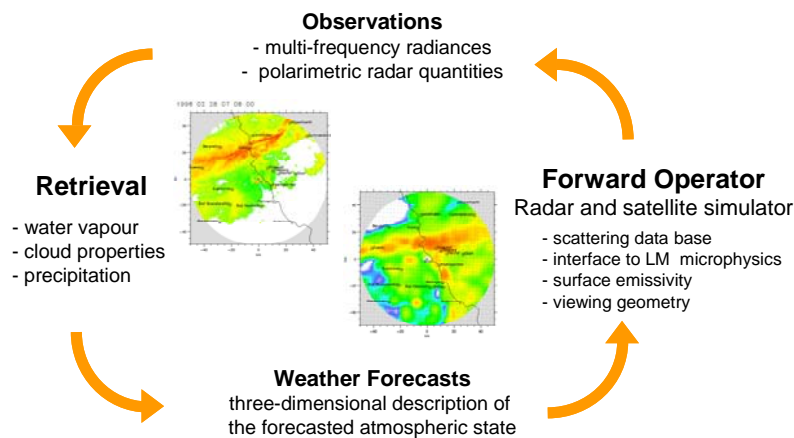 Observations
- multi-frequency radiances
- polarimetric radar quantities
Retrieval
- water vapour
- cloud properties
- precipitation
Forward Operator
Radar and satellite simulator
- scattering data base
- interface to LM microphysics
- surface emissivity
- viewing geometry
Weather Forecasts
three-dimensional description of
the forecasted atmospheric state